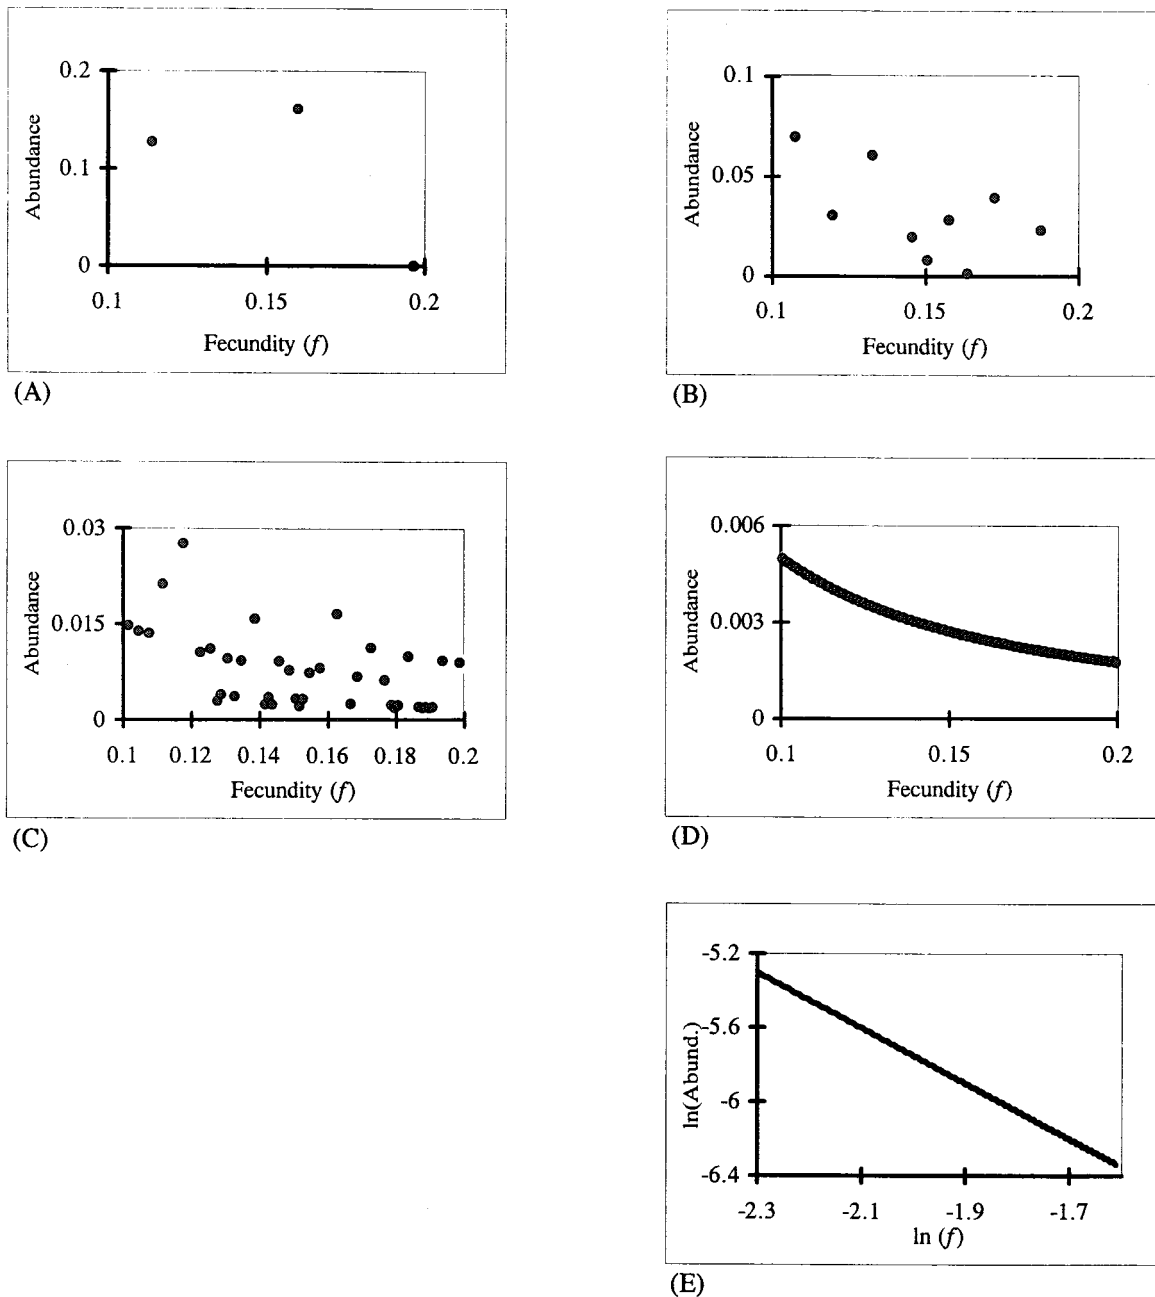 0.2
0.1
0
Abundance
0.1 0.15 0.2
Fecundity (f)
(A)
0.1
0.05
0
Abundance
0.1 0.15 0.2
Fecundity (f)
(B)
0.03
0.015
0
Abundance
0.1 0.12 0.14 0.16 0.18 0.2
Fecundity (f)
(C)
0.006
0.003
0
Abundance
0.1 0.15 0.2
Fecundity (f)
(D)
-5.2
-5.6
-6
-6.4
ln(Abund.)
-2.3 -2.1 -1.9 -1.7
ln (f)
(E)